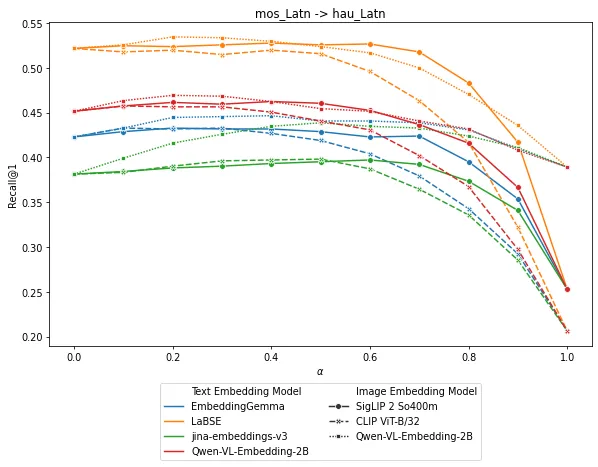 mos_Latn -> hau_Latn
Recall@1
0.55
0.50
0.45
0.40
0.35
0.30
0.25
0.20
0.0 0.2 0.4 0.6 0.8 1.0
α
Text Embedding Model Image Embedding Model
EmbeddingGemma SigLIP 2 So400m
LaBSE CLIP ViT-B/32
jina-embeddings-v3 Qwen-VL-Embedding-2B
Qwen-VL-Embedding-2B